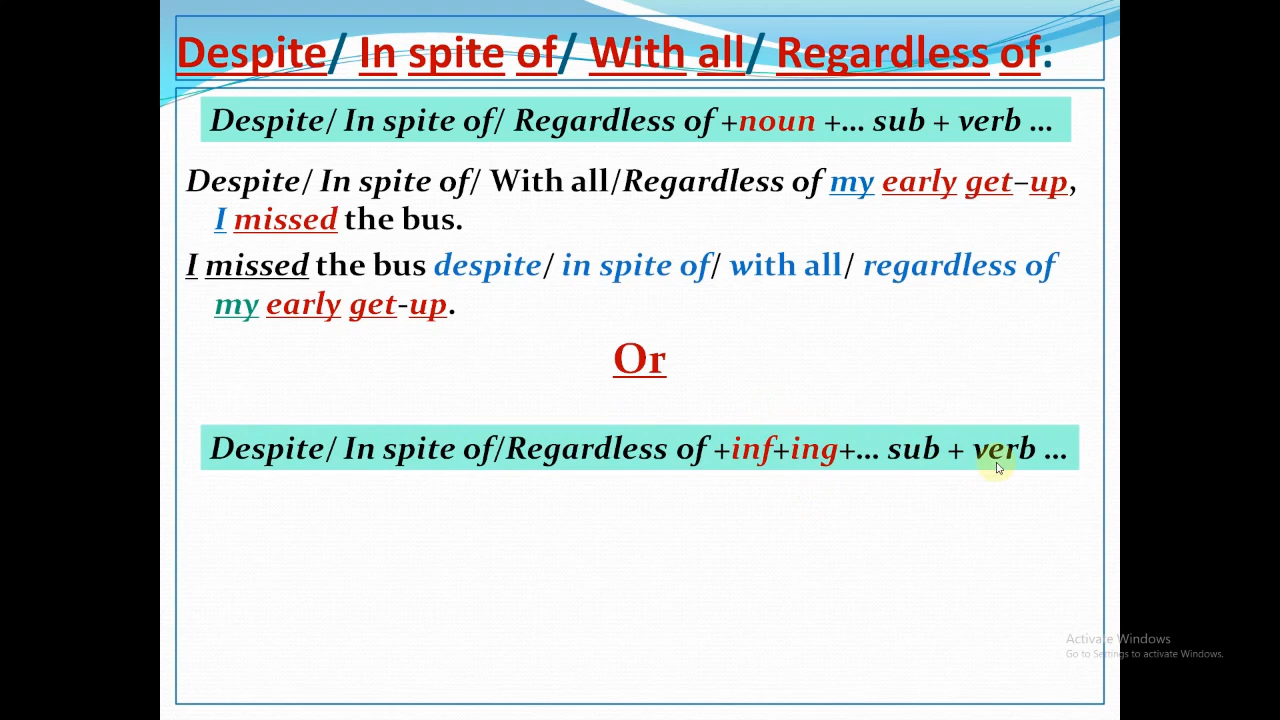 Despite/ In spite of/ With all/ Regardless of:
Despite/ In spite of/ Regardless of +noun +... sub + verb ...
Despite/ In spite of/ With all/Regardless of my early get–up,
I missed the bus.
I missed the bus despite/ in spite of/ with all/ regardless of
my early get-up.
Or
Despite/ In spite of/Regardless of +inf+ing+... sub + verb ...
Activate Windows
Go to Settings to activate Windows.